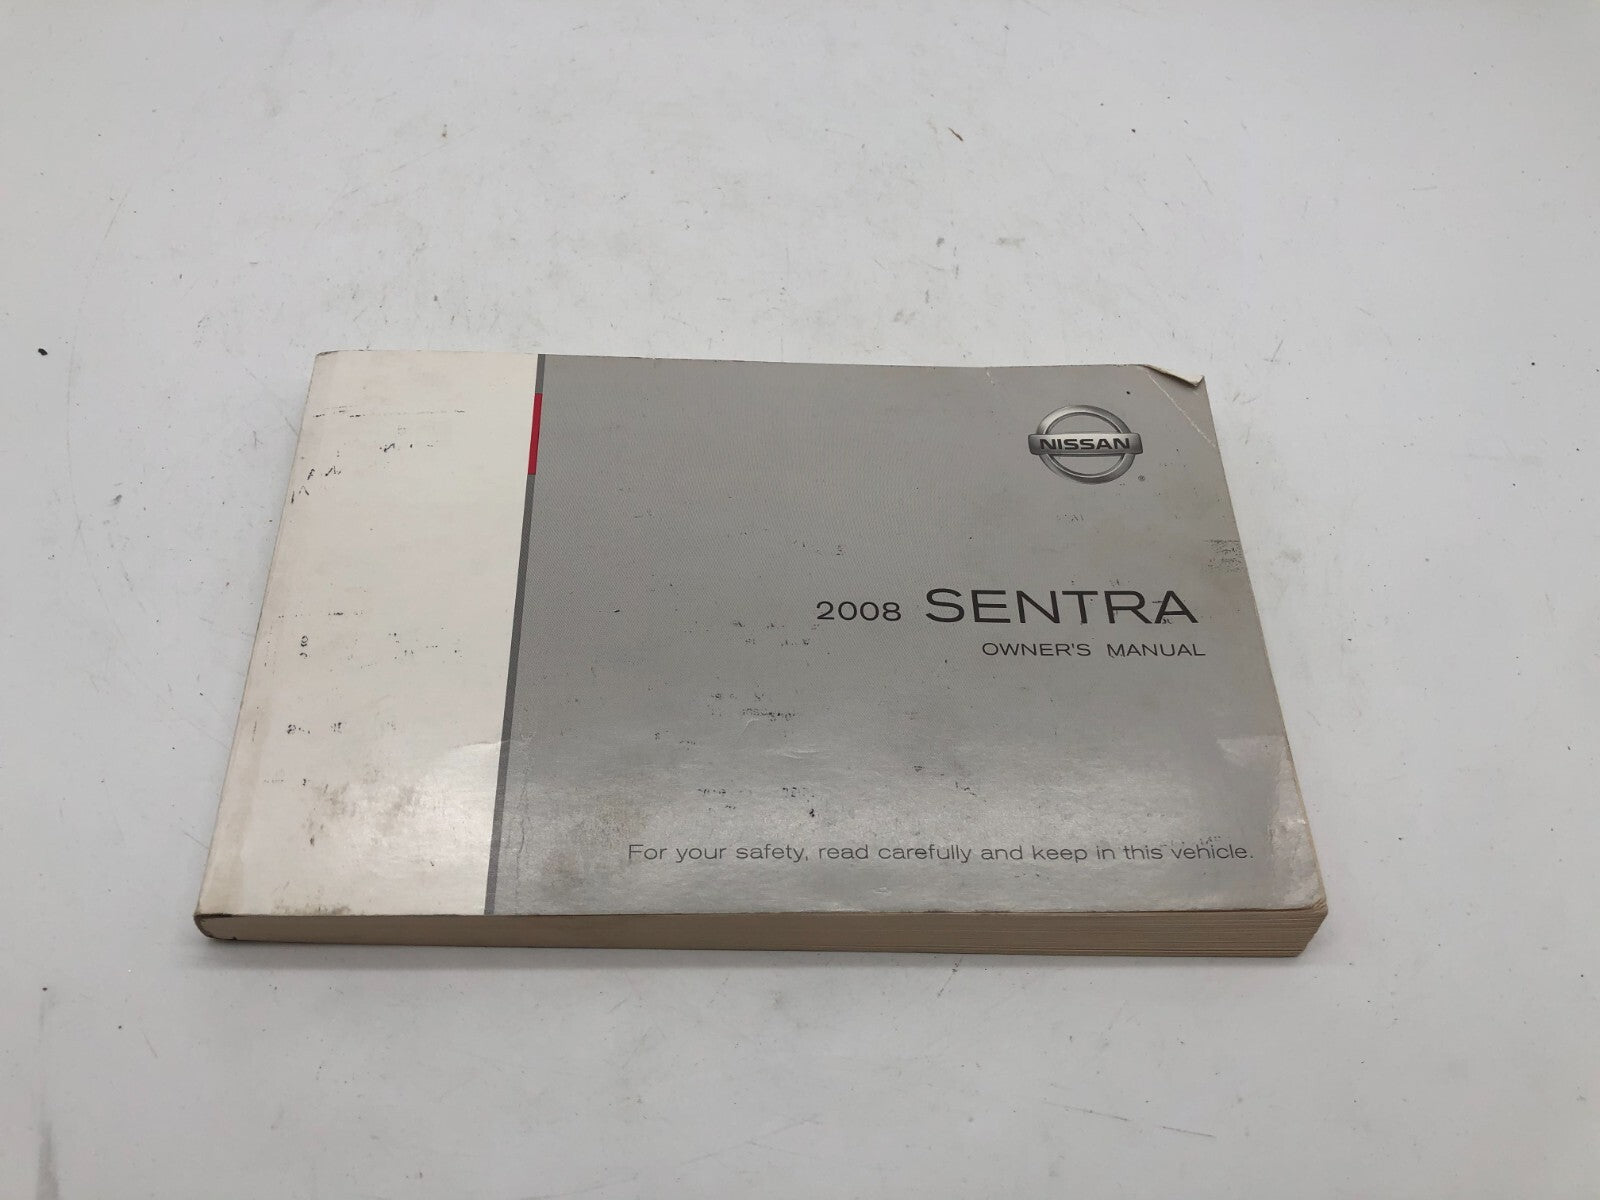 NISSAN
2008 SENTRA
OWNER'S MANUAL
For your safety, read carefully and keep in this vehicle.